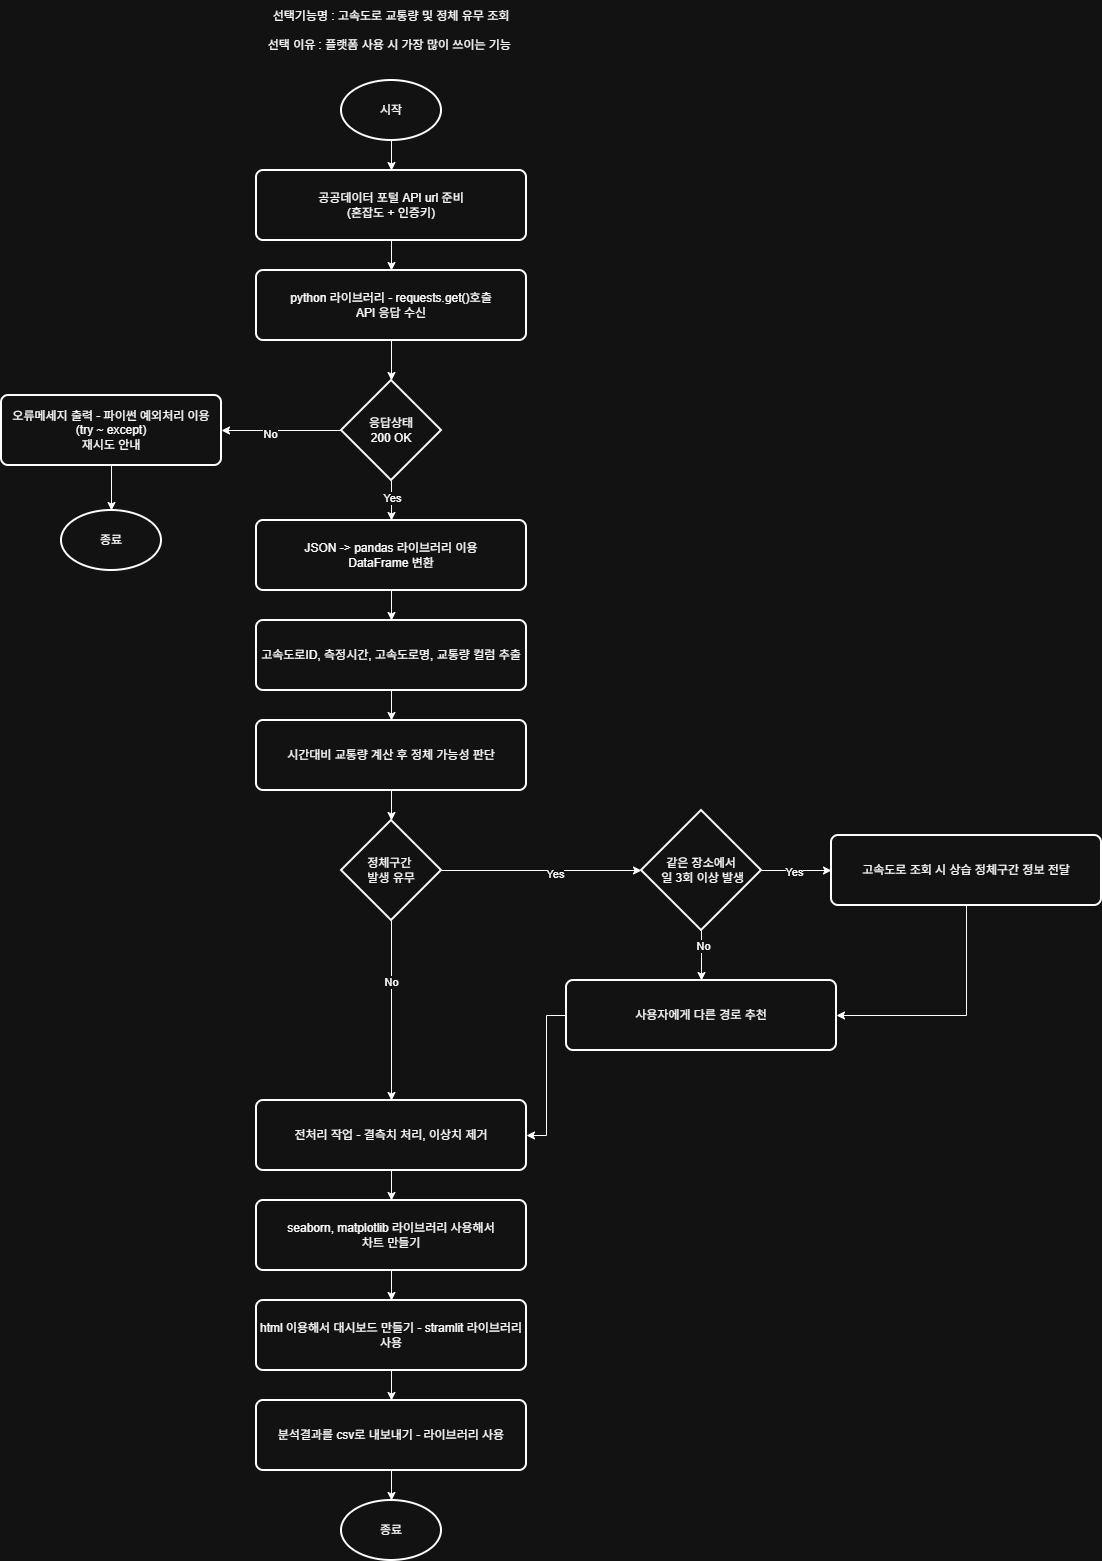 선택기능명 : 고속도로 교통량 및 정체 유무 조회
선택 이유 : 플랫폼 사용 시 가장 많이 쓰이는 기능
시작
공공데이터 포털 API url 준비
(혼잡도 + 인증키)
python 라이브러리 - requests.get()호출
API 응답 수신
응답상태
200 OK
No
오류메세지 출력 - 파이썬 예외처리 이용
(try ~ except)
재시도 안내
종료
Yes
JSON -> pandas 라이브러리 이용
DataFrame 변환
고속도로ID, 측정시간, 고속도로명, 교통량 컬럼 추출
시간대비 교통량 계산 후 정체 가능성 판단
정체구간
발생 유무
Yes
같은 장소에서
일 3회 이상 발생
Yes
고속도로 조회 시 상습 정체구간 정보 전달
No
사용자에게 다른 경로 추천
No
전처리 작업 - 결측치 처리, 이상치 제거
seaborn, matplotlib 라이브러리 사용해서
차트 만들기
html 이용해서 대시보드 만들기 - stramlit 라이브러리
사용
분석결과를 csv로 내보내기 - 라이브러리 사용
종료